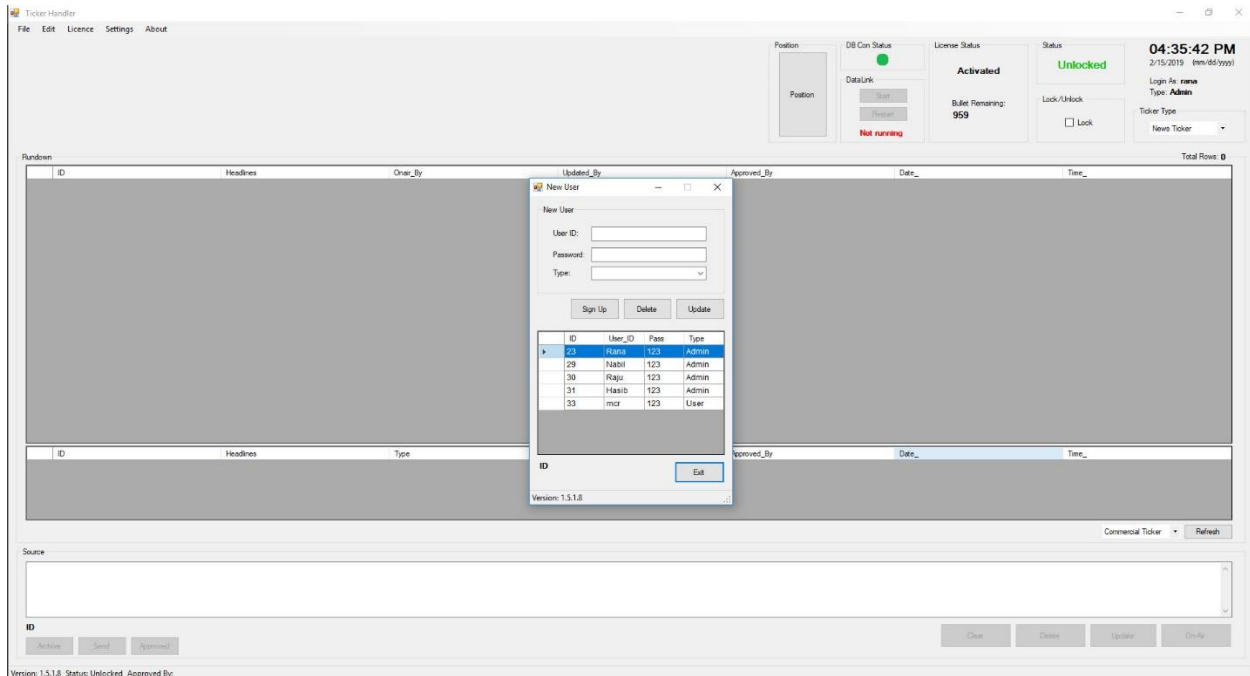 Ticker Handler
File Edit Licence Settings About
Position
Position
DB Con Status
DataLink
Start
Restart
Not running
License Status
Activated
Bullet Remaining:
959
Status
Unlocked
Lock/Unlock
Lock
04:35:42 PM
2/15/2019 (mm/dd/yyyy)
Login As: rana
Type: Admin
Ticker Type
News Ticker
Rundown
Total Rows: 0
ID Headlines Onair_By Updated_By Approved_By Date_ Time_
New User
New User
User ID:
Password:
Type:
Sign Up Delete Update
ID User_ID Pass Type
23 Rana 123 Admin
29 Nabil 123 Admin
30 Raju 123 Admin
31 Hasib 123 Admin
33 mcr 123 User
ID
Exit
Version: 1.5.1.8
ID Headlines Type Approved_By Date_ Time_
Commercial Ticker Refresh
Source
ID
Archive Send Approved Clear Delete Update On-Air
Version: 1.5.1.8 Status: Unlocked Approved By: